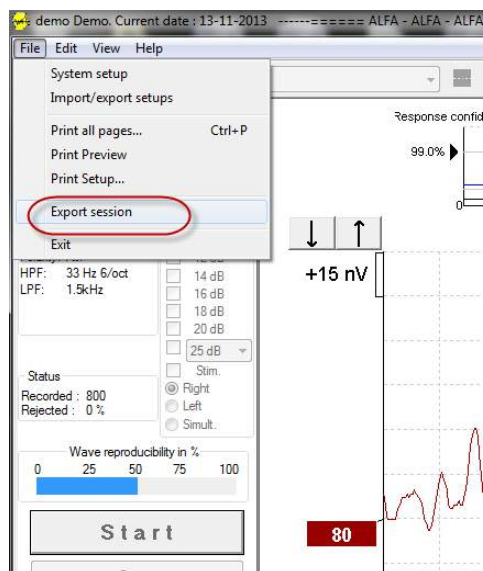 demo Demo. Current date : 13-11-2013 ------====== ALFA - ALFA - ALFA
File Edit View Help
System setup
Import/export setups
Print all pages... Ctrl+P
Print Preview
Print Setup...
Export session
Exit
Response confid
99.0%
0
HPF: 33 Hz 6/oct
LPF: 1.5kHz
14 dB
16 dB
18 dB
20 dB
25 dB
Stim.
Right
Left
Simult.
Status
Recorded : 800
Rejected : 0 %
Wave reproducibility in %
0 25 50 75 100
Start
+15 nV
80